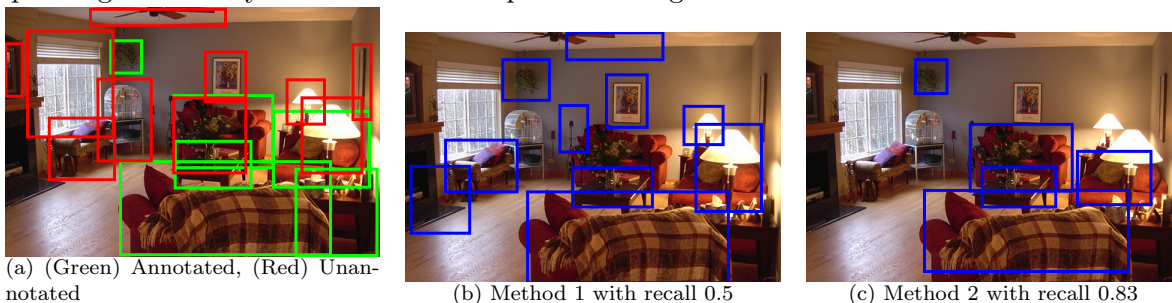 (a) (Green) Annotated, (Red) Unan-
notated
(b) Method 1 with recall 0.5
(c) Method 2 with recall 0.83